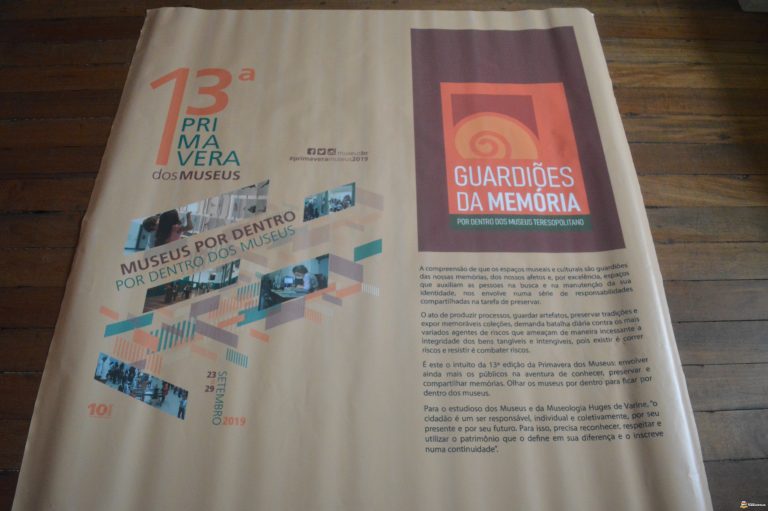 13ª
PRI
MA
VERA
dos MUSEUS
museusbr
#primaveramuseus2019
MUSEUS POR DENTRO
POR DENTRO DOS MUSEUS
23
29
SETEMBRO
2019
10
GUARDIÕES
DA MEMÓRIA
POR DENTRO DOS MUSEUS TERESOPOLITANO
A compreensão de que os espaços museais e culturais são guardiões
das nossas memórias, dos nossos afetos e, por excelência, espaços
que auxiliam as pessoas na busca e na manutenção da sua
identidade, nos envolve numa série de responsabilidades
compartilhadas na tarefa de preservar.
O ato de produzir processos, guardar artefatos, preservar tradições e
expor memoráveis coleções, demanda batalha diária contra os mais
variados agentes de riscos que ameaçam de maneira incessante a
integridade dos bens tangíveis e intengíveis, pois existir é correr
riscos e resistir é combater riscos.
É este o intuito da 13ª edição da Primavera dos Museus: envolver
ainda mais os públicos na aventura de conhecer, preservar e
compartilhar memórias. Olhar os museus por dentro para ficar por
dentro dos museus.
Para o estudioso dos Museus e da Museologia Huges de Varine, "o
cidadão é um ser responsável, individual e coletivamente, por seu
presente e por seu futuro. Para isso, precisa reconhecer, respeitar e
utilizar o patrimônio que o define em sua diferença e o inscreve
numa continuidade".